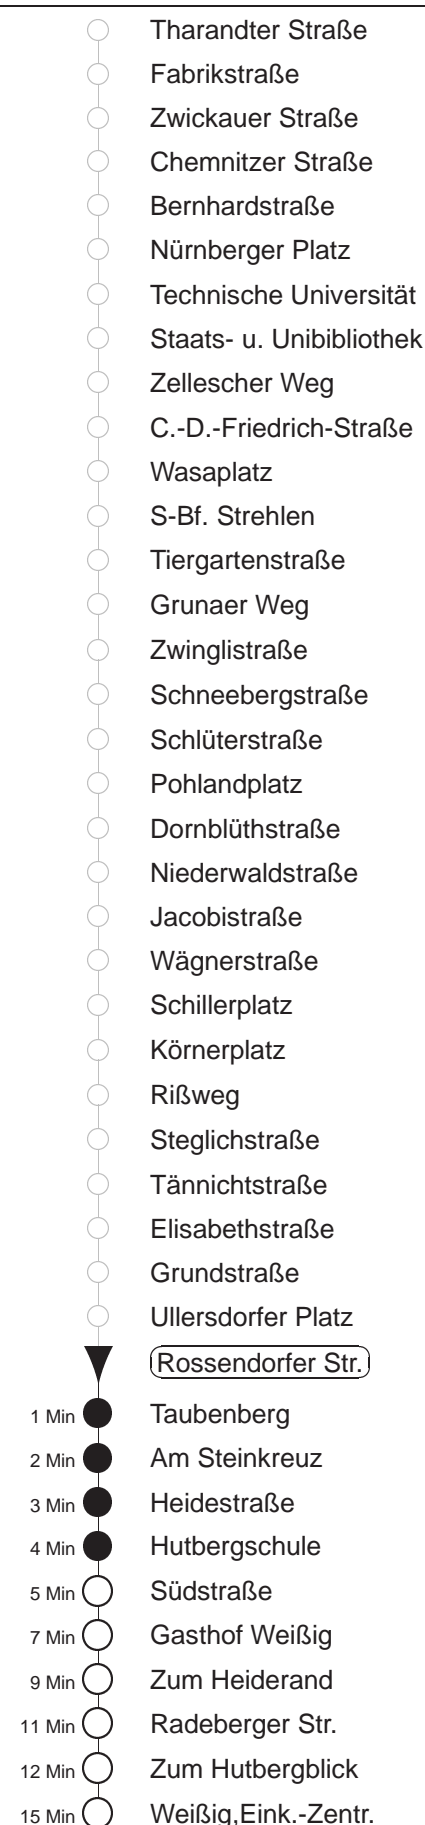 Tharandter Straße
Fabrikstraße
Zwickauer Straße
Chemnitzer Straße
Bernhardstraße
Nürnberger Platz
Technische Universität
Staats- u. Unibibliothek
Zellescher Weg
C.-D.-Friedrich-Straße
Wasaplatz
S-Bf. Strehlen
Tiergartenstraße
Grunaer Weg
Zwinglistraße
Schneebergstraße
Schlüterstraße
Pohlandplatz
Dornblüthstraße
Niederwaldstraße
Jacobistraße
Wägnerstraße
Schillerplatz
Körnerplatz
Rißweg
Steglichstraße
Tännichtstraße
Elisabethstraße
Grundstraße
Ullersdorfer Platz
Rossendorfer Str.
1 Min Taubenberg
2 Min Am Steinkreuz
3 Min Heidestraße
4 Min Hutbergschule
5 Min Südstraße
7 Min Gasthof Weißig
9 Min Zum Heiderand
11 Min Radeberger Str.
12 Min Zum Hutbergblick
15 Min Weißig,Eink.-Zentr.